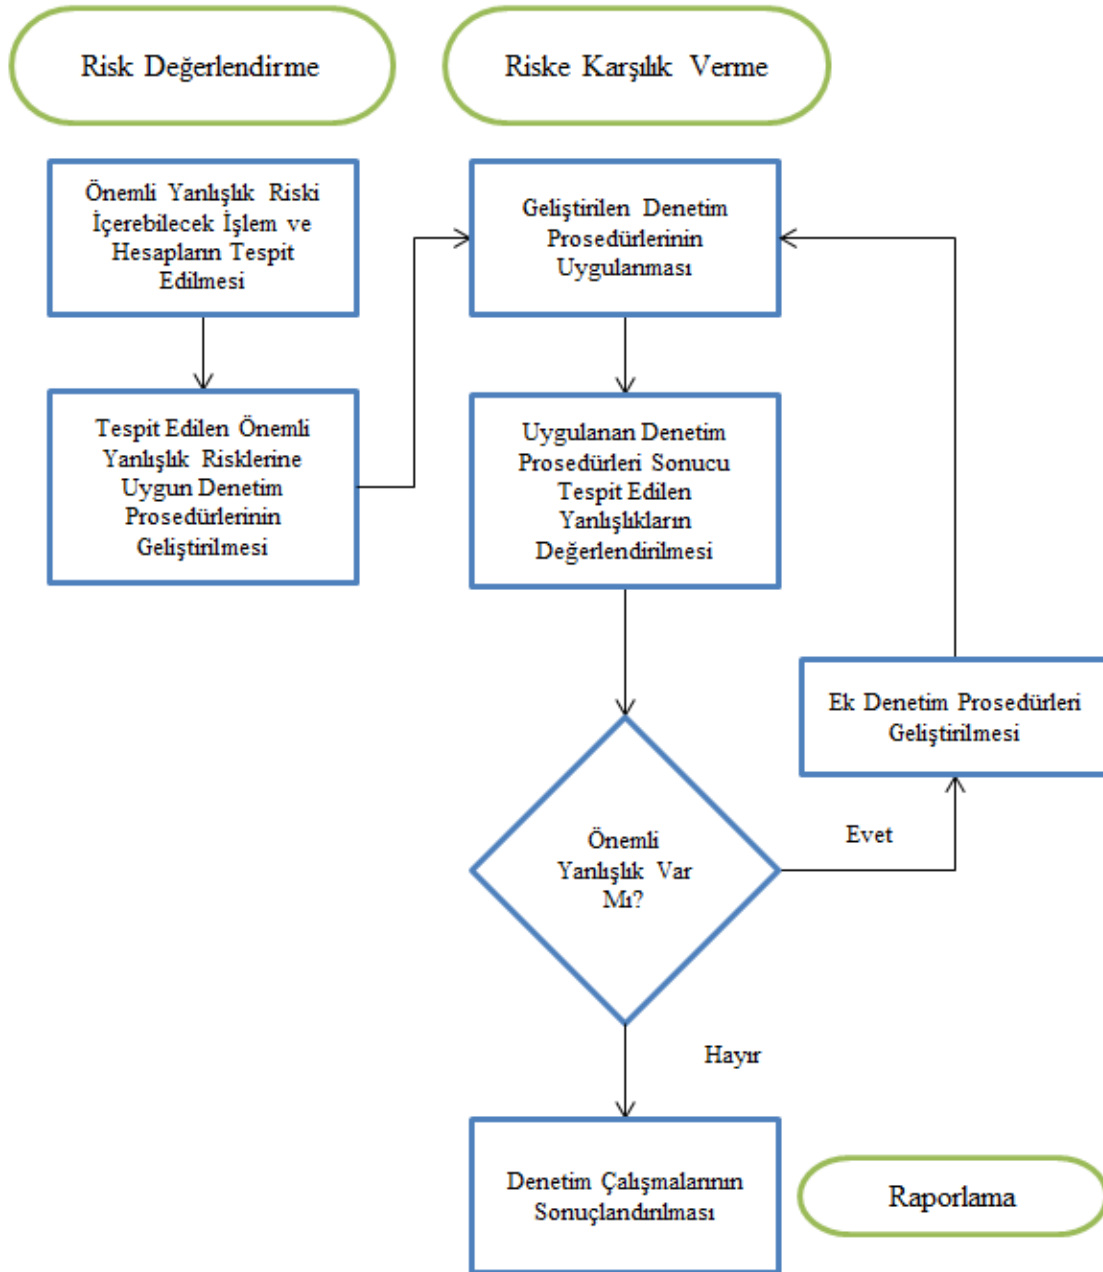 Risk Değerlendirme
Riske Karşılık Verme
Önemli Yanlışlık Riski
İçerebilecek İşlem ve
Hesapların Tespit
Edilmesi
Geliştirilen Denetim
Prosedürlerinin
Uygulanması
Tespit Edilen Önemli
Yanlışlık Risklerine
Uygun Denetim
Prosedürlerinin
Geliştirilmesi
Uygulanan Denetim
Prosedürleri Sonucu
Tespit Edilen
Yanlışlıkların
Değerlendirilmesi
Ek Denetim Prosedürleri
Geliştirilmesi
Önemli
Yanlışlık Var
Mı?
Evet
Hayır
Denetim Çalışmalarının
Sonuçlandırılması
Raporlama